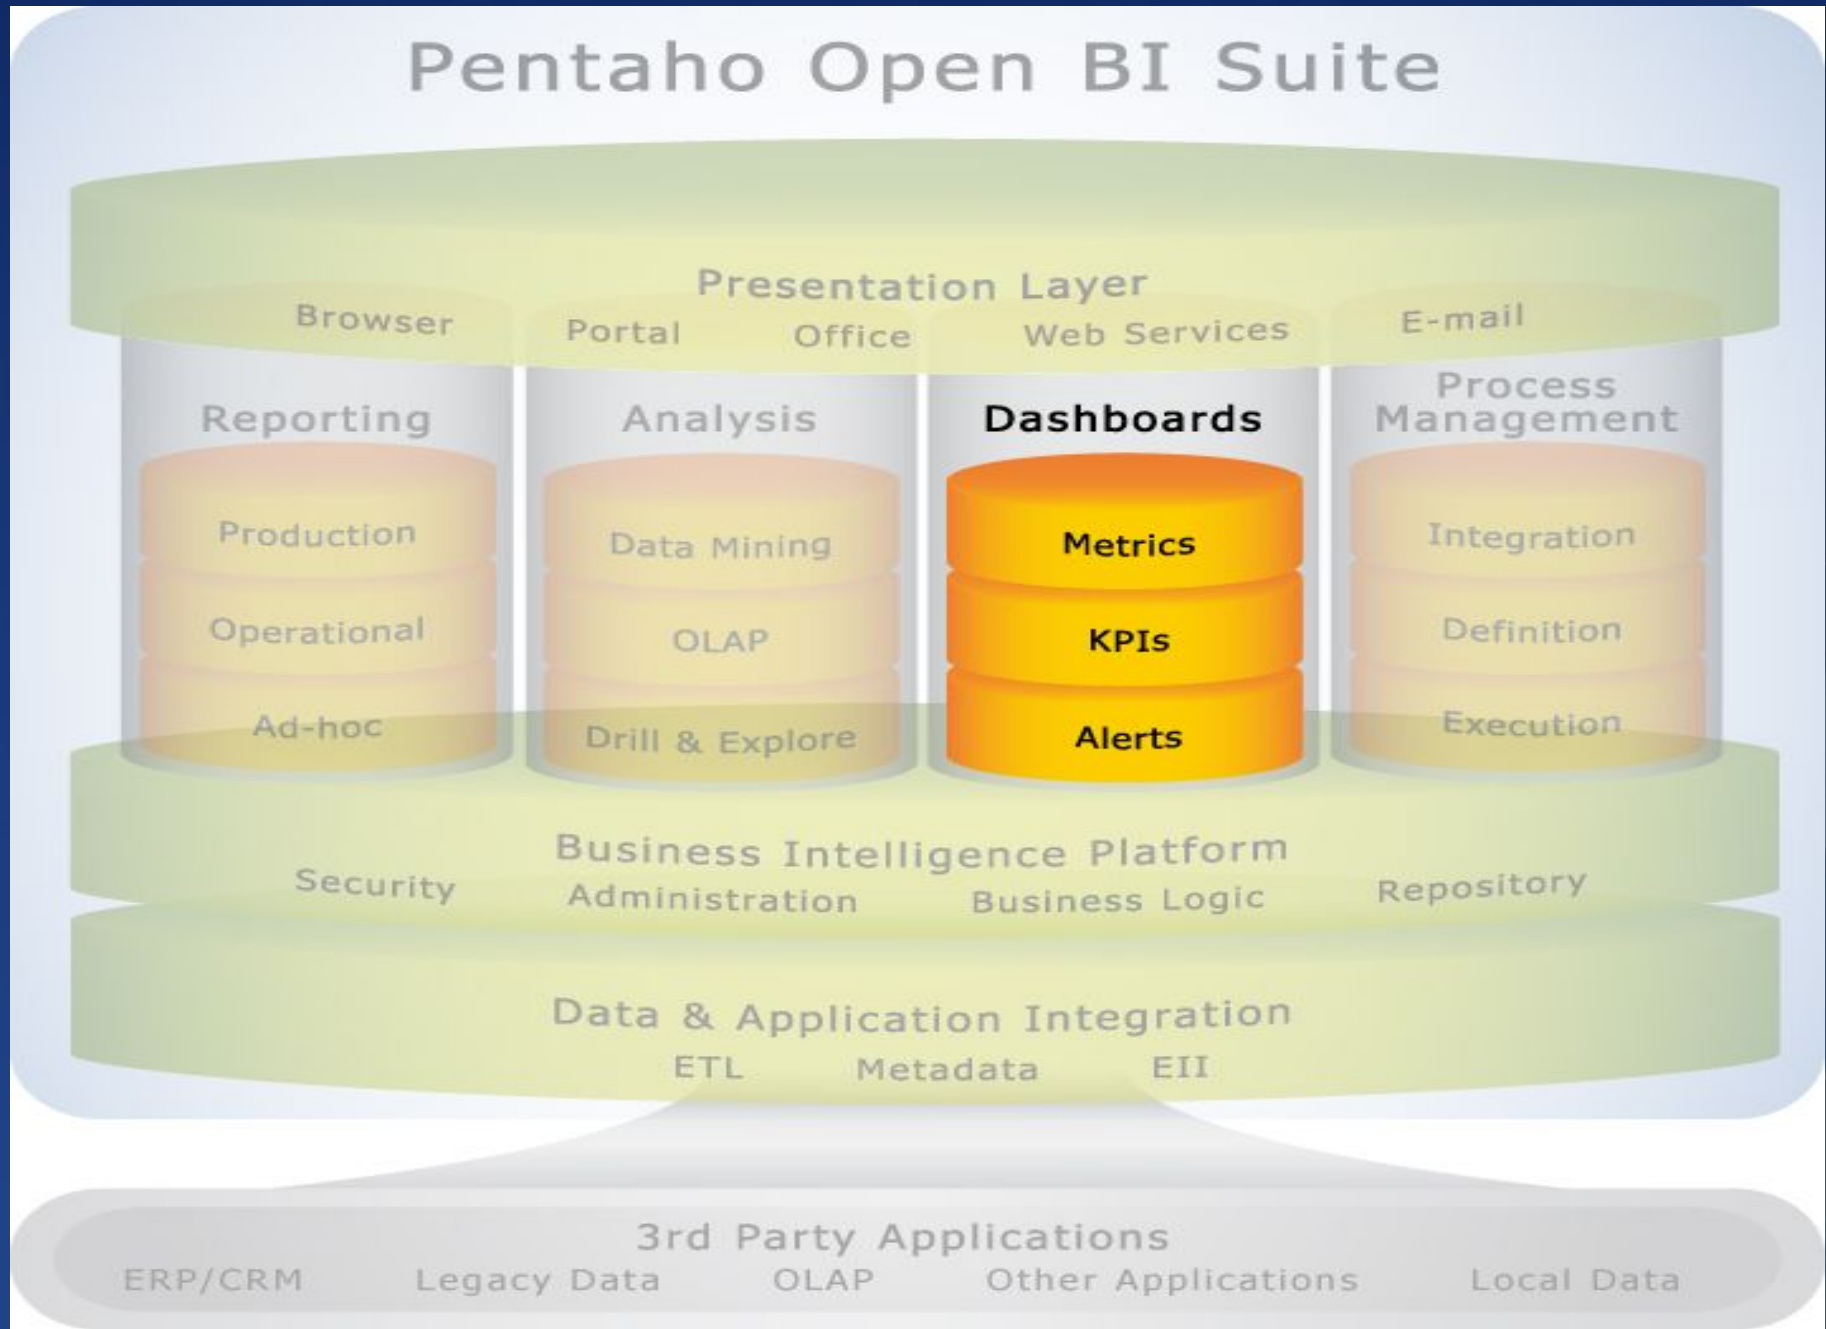 Pentaho Open BI Suite
Presentation Layer
Browser Portal Office Web Services E-mail
Reporting
Production
Operational
Ad-hoc
Analysis
Data Mining
OLAP
Drill & Explore
Dashboards
Metrics
KPIs
Alerts
Process
Management
Integration
Definition
Execution
Business Intelligence Platform
Security Administration Business Logic Repository
Data & Application Integration
ETL Metadata EII
3rd Party Applications
ERP/CRM Legacy Data OLAP Other Applications Local Data